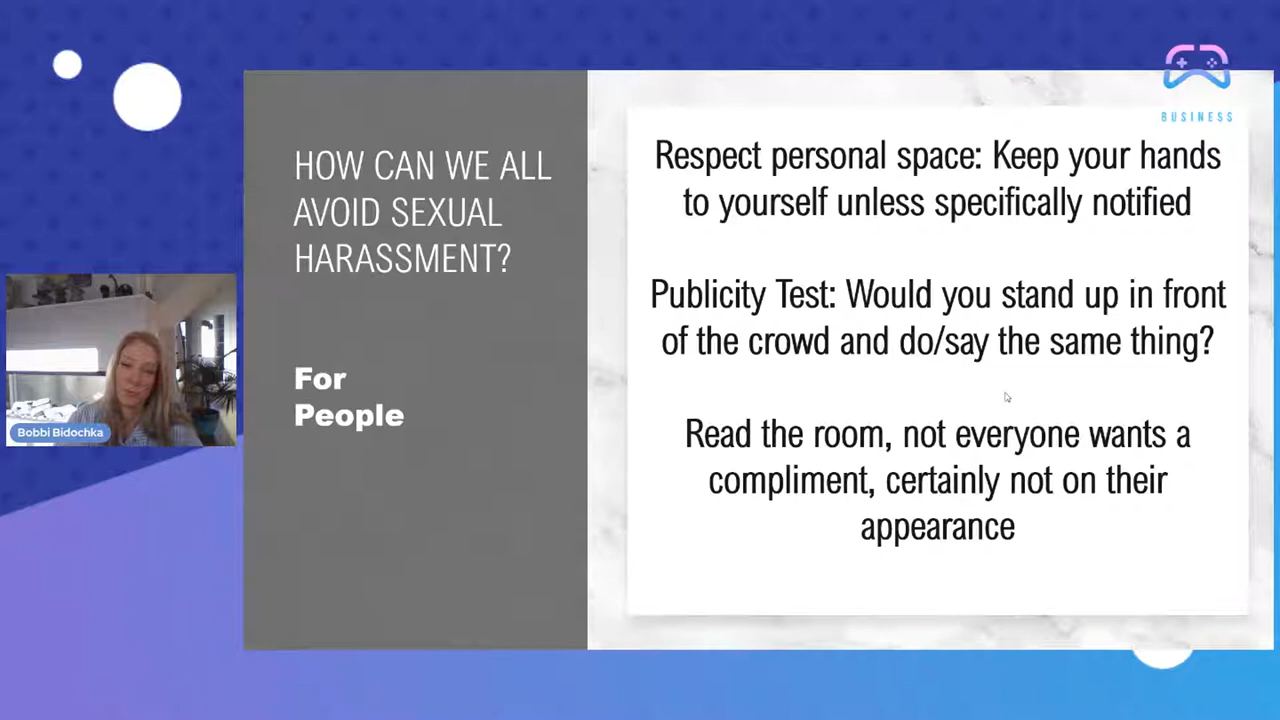 BUSINESS
HOW CAN WE ALL
AVOID SEXUAL
HARASSMENT?
For
People
Respect personal space: Keep your hands
to yourself unless specifically notified
Publicity Test: Would you stand up in front
of the crowd and do/say the same thing?
Read the room, not everyone wants a
compliment, certainly not on their
appearance
Bobbi Bidochka